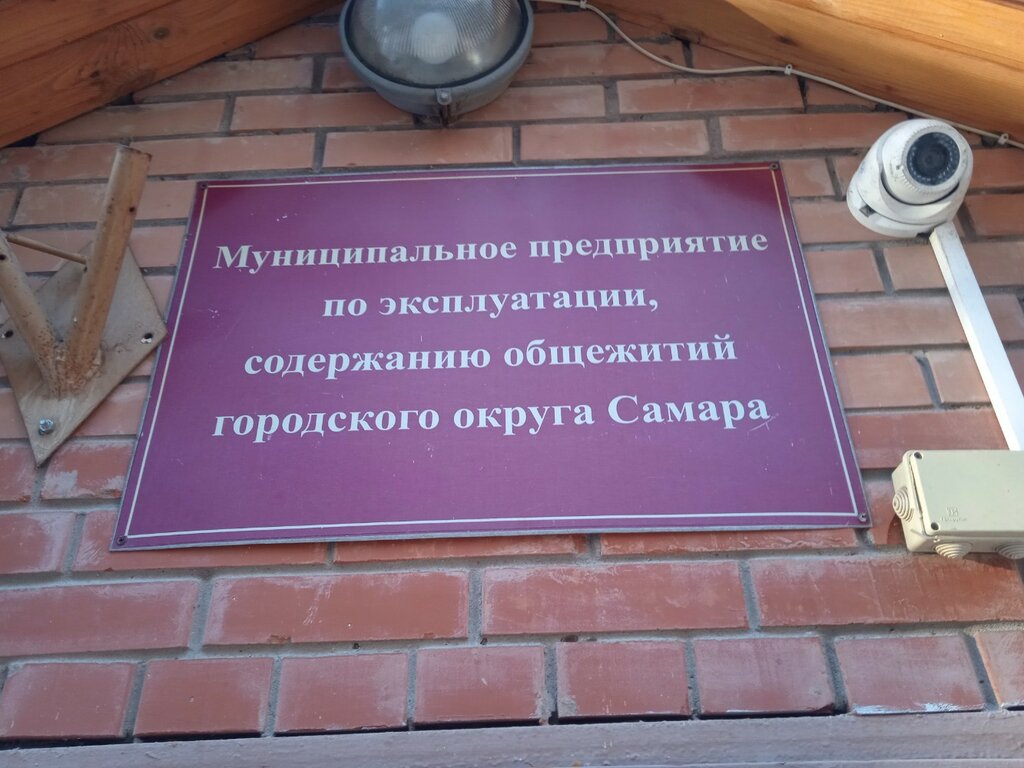 Муниципальное предприятие
по эксплуатации,
содержанию общежитий
городского округа Самара